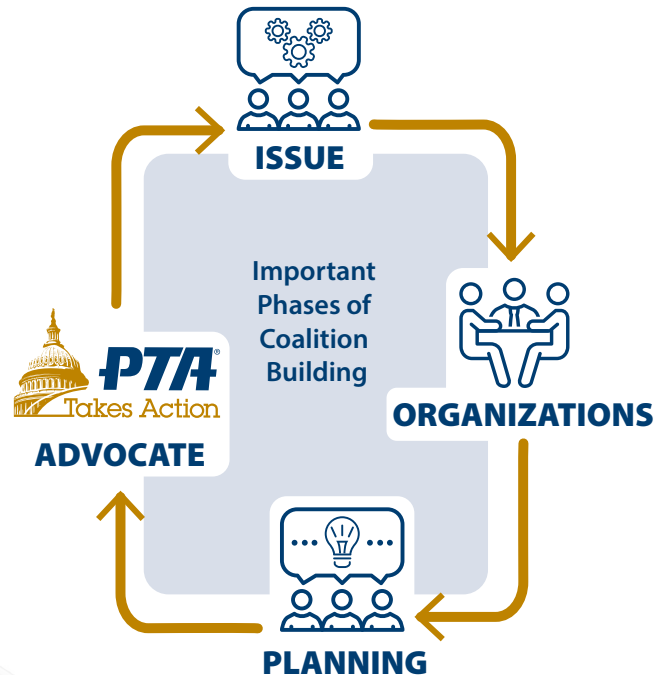 ISSUE
Important
Phases of
Coalition
Building
ORGANIZATIONS
PTA®
Takes Action
ADVOCATE
PLANNING